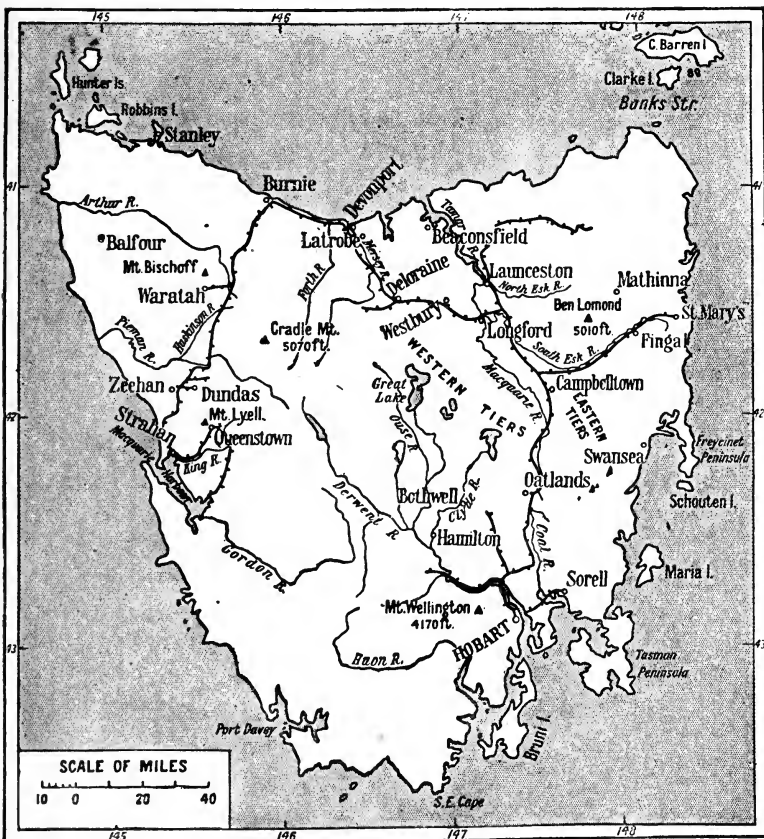 145
146
147
148
Hunter Is.
C. Barren I.
Clarke I.
Banks Str.
Robbins I.
Stanley
41
41
Burnie
Devonport
Tamar R.
Arthur R.
Balfour
Latrobe
Mersey R.
Beaconsfield
Mt. Bischoff
Forth R.
Deloraine
Launceston
North Esk R.
Mathinna
Waratah
Huskisson R.
Westbury
Longford
Ben Lomond
5010ft.
St. Mary's
Pieman R.
Cradle Mt.
5070ft.
South Esk R.
Fingal
WESTERN TIERS
Macquarie R.
Zeehan
Dundas
Great
Lake
Campbelltown
42
42
Mt. Lyell.
EASTERN
TIERS
Strahan
Queenstown
Ouse R.
Swansea
Freycinet
Peninsula
Macquarie Harbour
King R.
Schouten I.
Derwent R.
Bothwell
Clyde R.
Oatlands
Gordon R.
Hamilton
Coal R.
Maria I.
Sorell
Mt. Wellington
4170ft.
HOBART
43
43
Huon R.
Tasman
Peninsula
Port Davey
Bruni I.
SCALE OF MILES
10 0 20 40
S.E. Cape
145
146
147
148